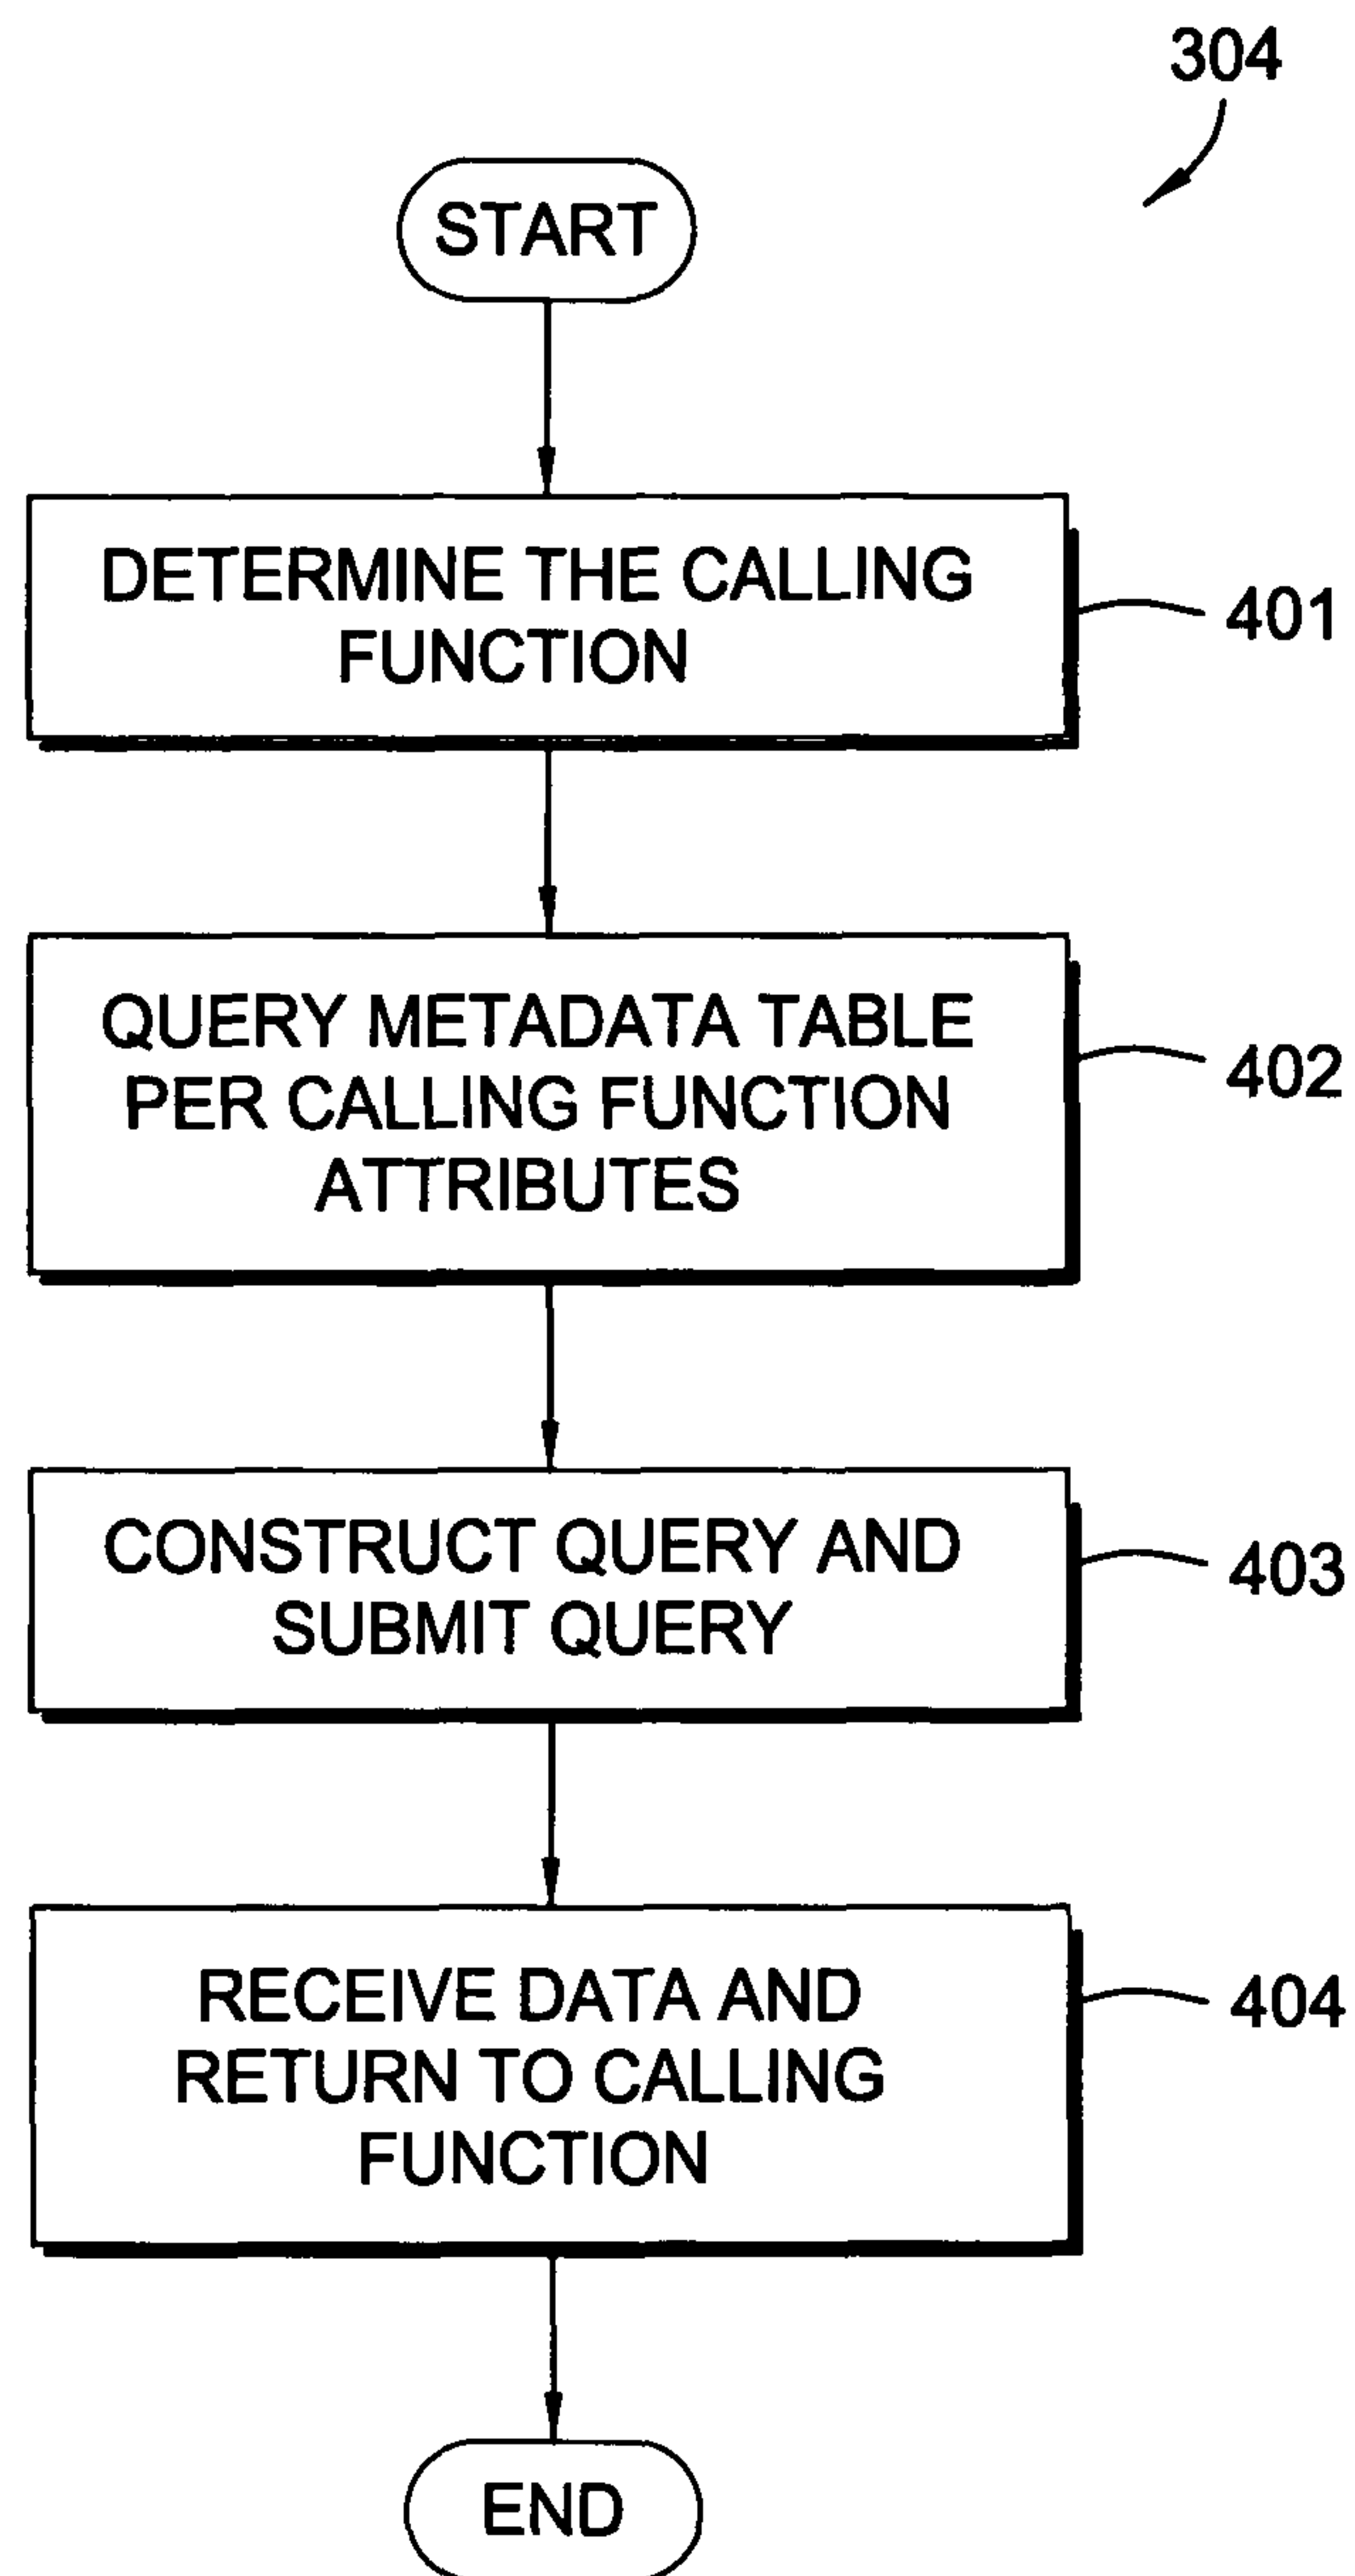 304
START
DETERMINE THE CALLING
FUNCTION
401
QUERY METADATA TABLE
PER CALLING FUNCTION
ATTRIBUTES
402
CONSTRUCT QUERY AND
SUBMIT QUERY
403
RECEIVE DATA AND
RETURN TO CALLING
FUNCTION
404
END